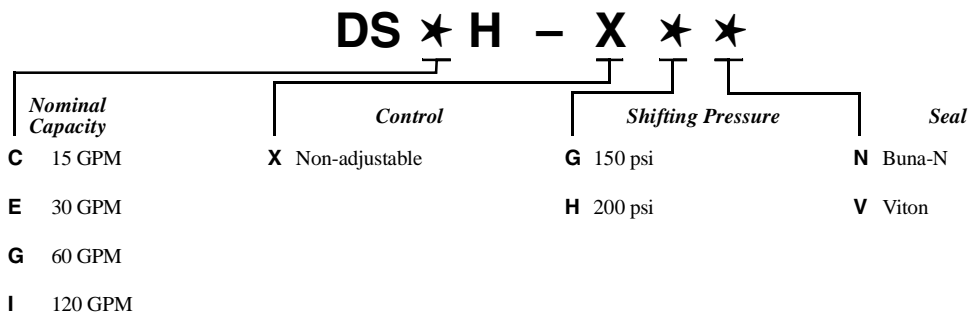 DS ★ H – X ★ ★
Nominal
Capacity
Control
Shifting Pressure
Seal
C 15 GPM
X Non-adjustable
G 150 psi
N Buna-N
E 30 GPM
H 200 psi
V Viton
G 60 GPM
I 120 GPM